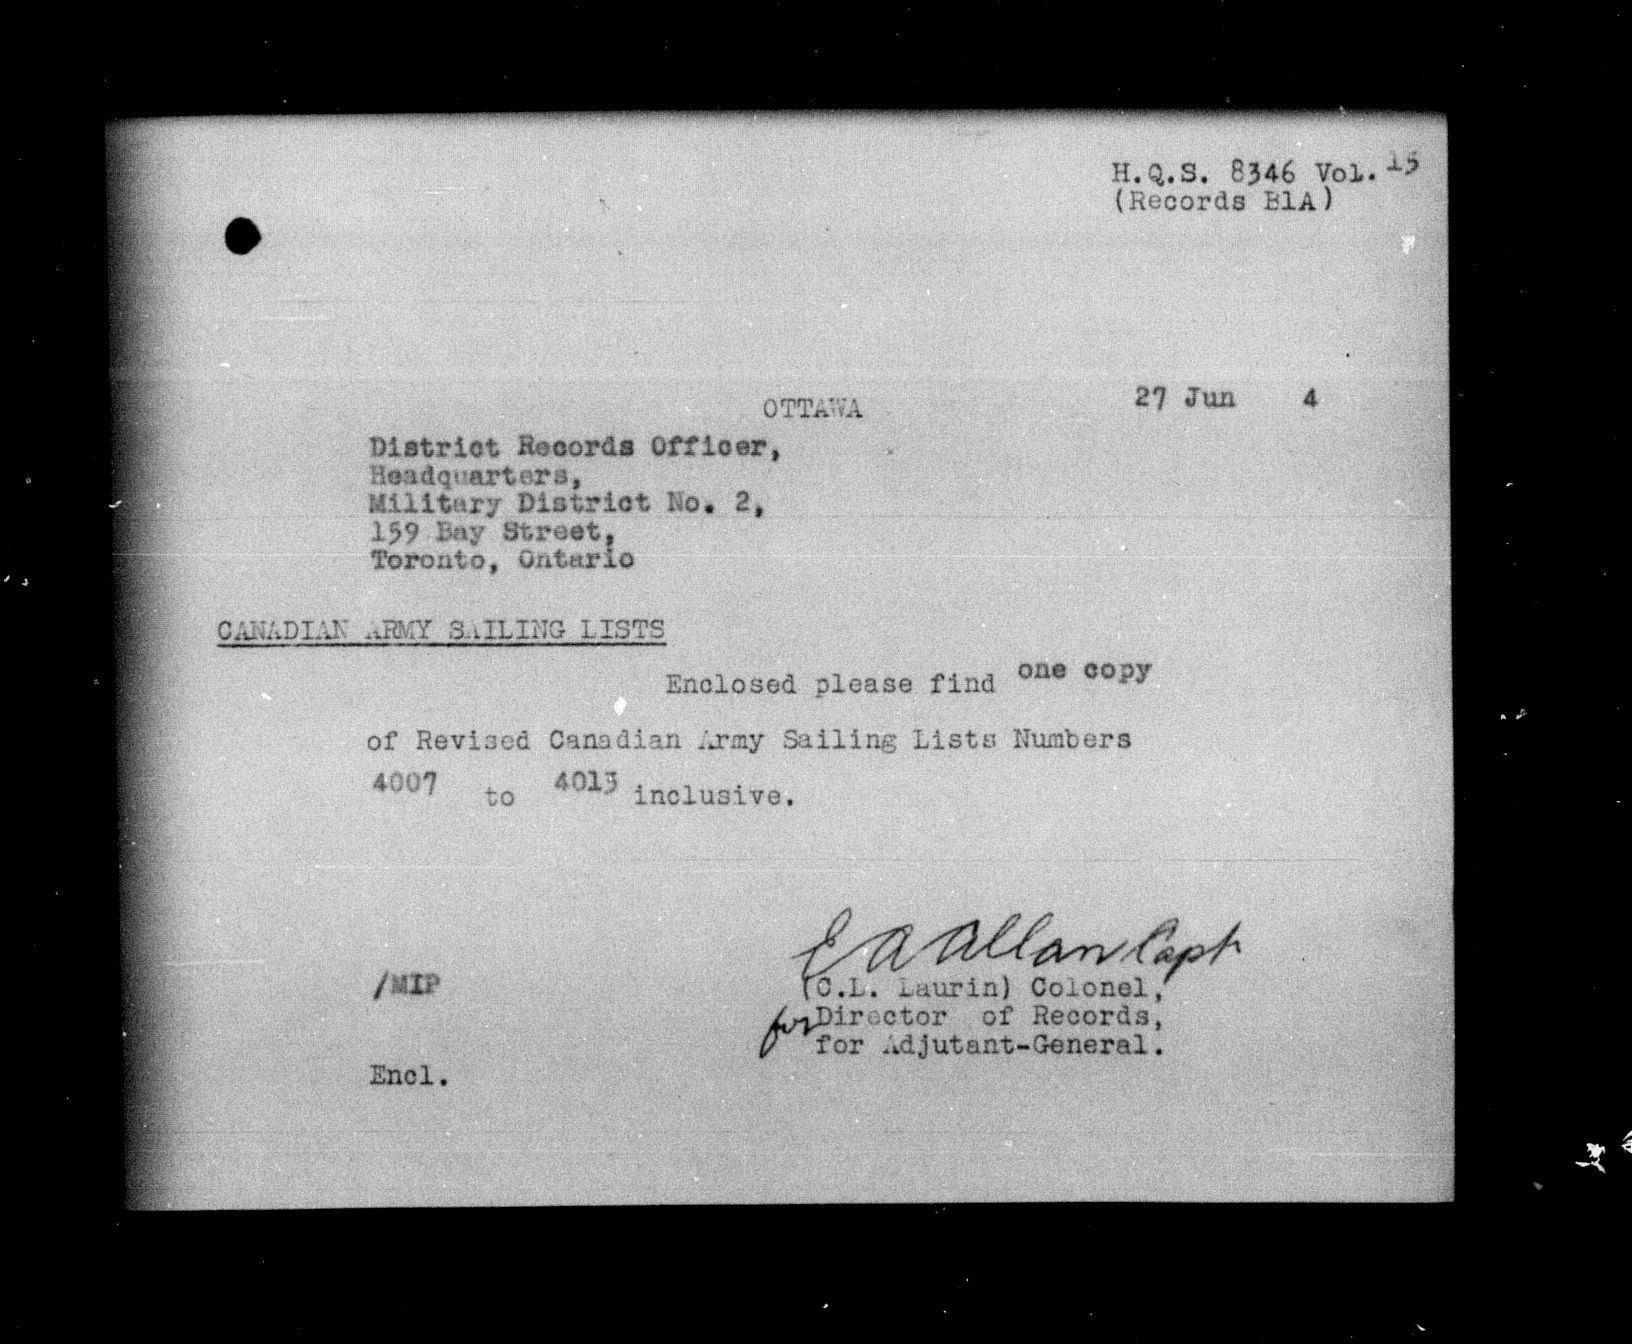 H.Q.S. 8346 Vol. 15
(Records B1A)
OTTAWA 27 Jun 4
District Records Officer,
Headquarters,
Military District No. 2,
159 Bay Street,
Toronto, Ontario
CANADIAN ARMY SAILING LISTS
Enclosed please find one copy
of Revised Canadian Army Sailing Lists Numbers
4007 to 4013 inclusive.
E A Allan Capt
/MIP (C.L. Laurin) Colonel,
for Director of Records,
for Adjutant-General.
Encl.